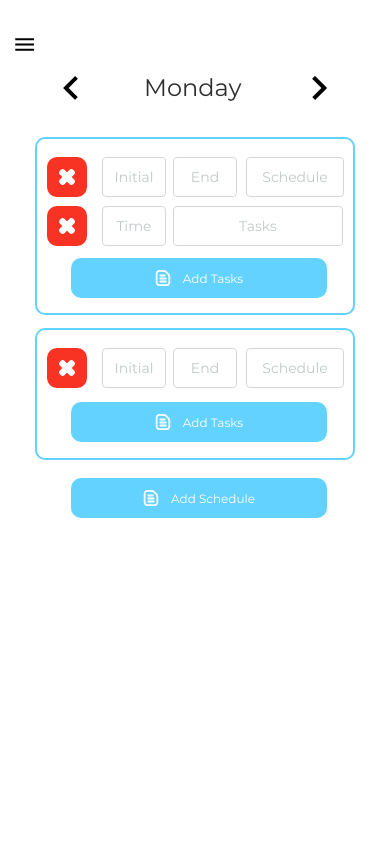 Monday
Initial End Schedule
Time Tasks
Add Tasks
Initial End Schedule
Add Tasks
Add Schedule